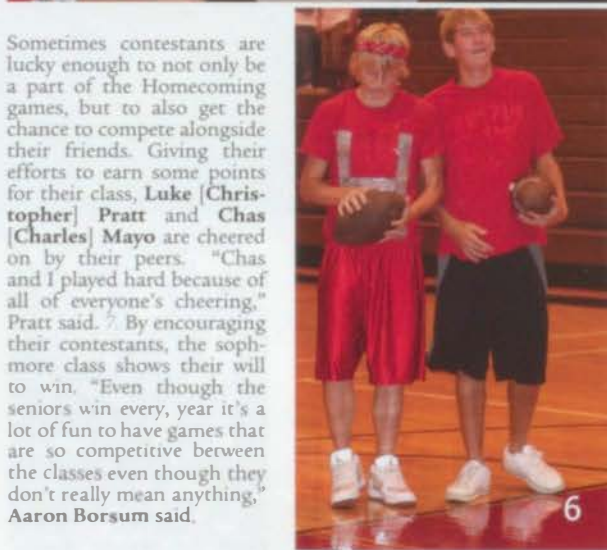 Sometimes contestants are
lucky enough to not only be
a part of the Homecoming
games, but to also get the
chance to compete alongside
their friends. Giving their
efforts to earn some points
for their class, Luke [Chris-
topher] Pratt and Chas
[Charles] Mayo are cheered
on by their peers. "Chas
and I played hard because of
all of everyone's cheering,"
Pratt said. 7. By encouraging
their contestants, the soph-
more class shows their will
to win. "Even though the
seniors win every, year it's a
lot of fun to have games that
are so competitive between
the classes even though they
don't really mean anything,"
Aaron Borsum said.
6